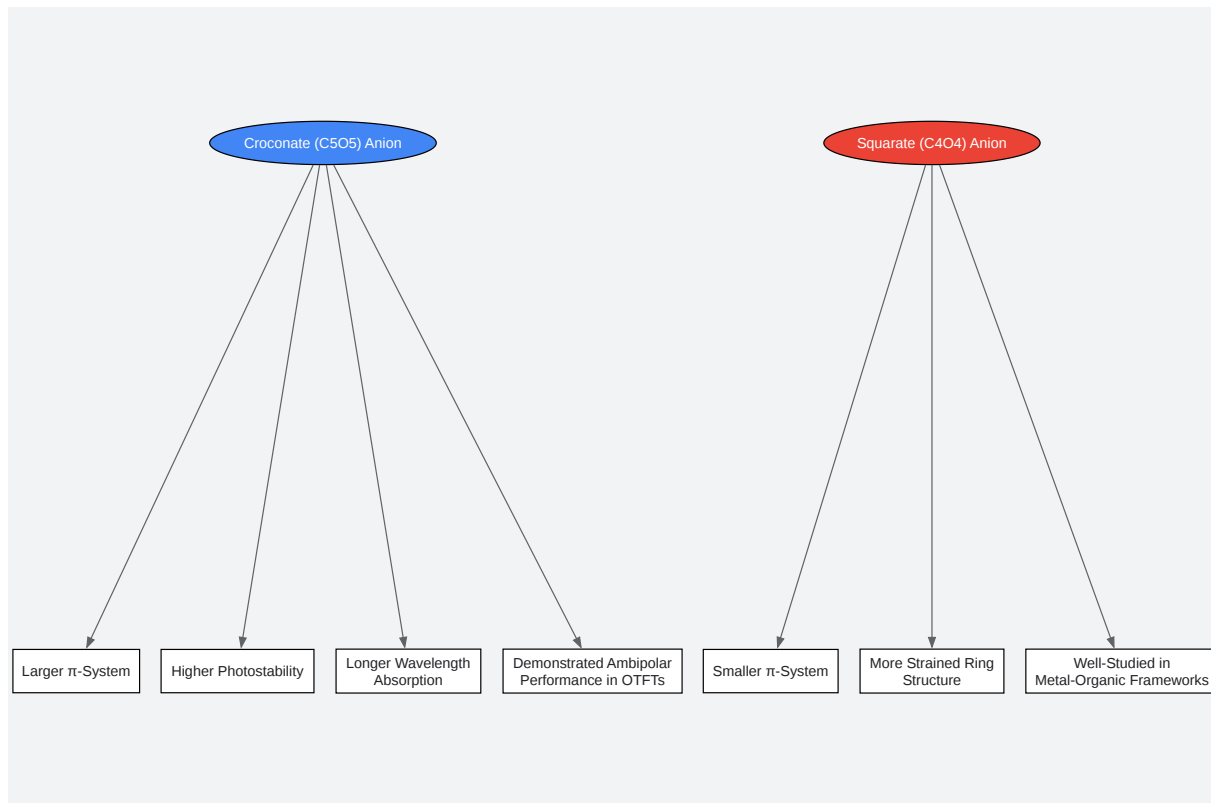 Croconate (C5O5) Anion
Squarate (C4O4) Anion
Larger π-System
Higher Photostability
Longer Wavelength
Absorption
Demonstrated Ambipolar
Performance in OTFTs
Smaller π-System
More Strained Ring
Structure
Well-Studied in
Metal-Organic Frameworks